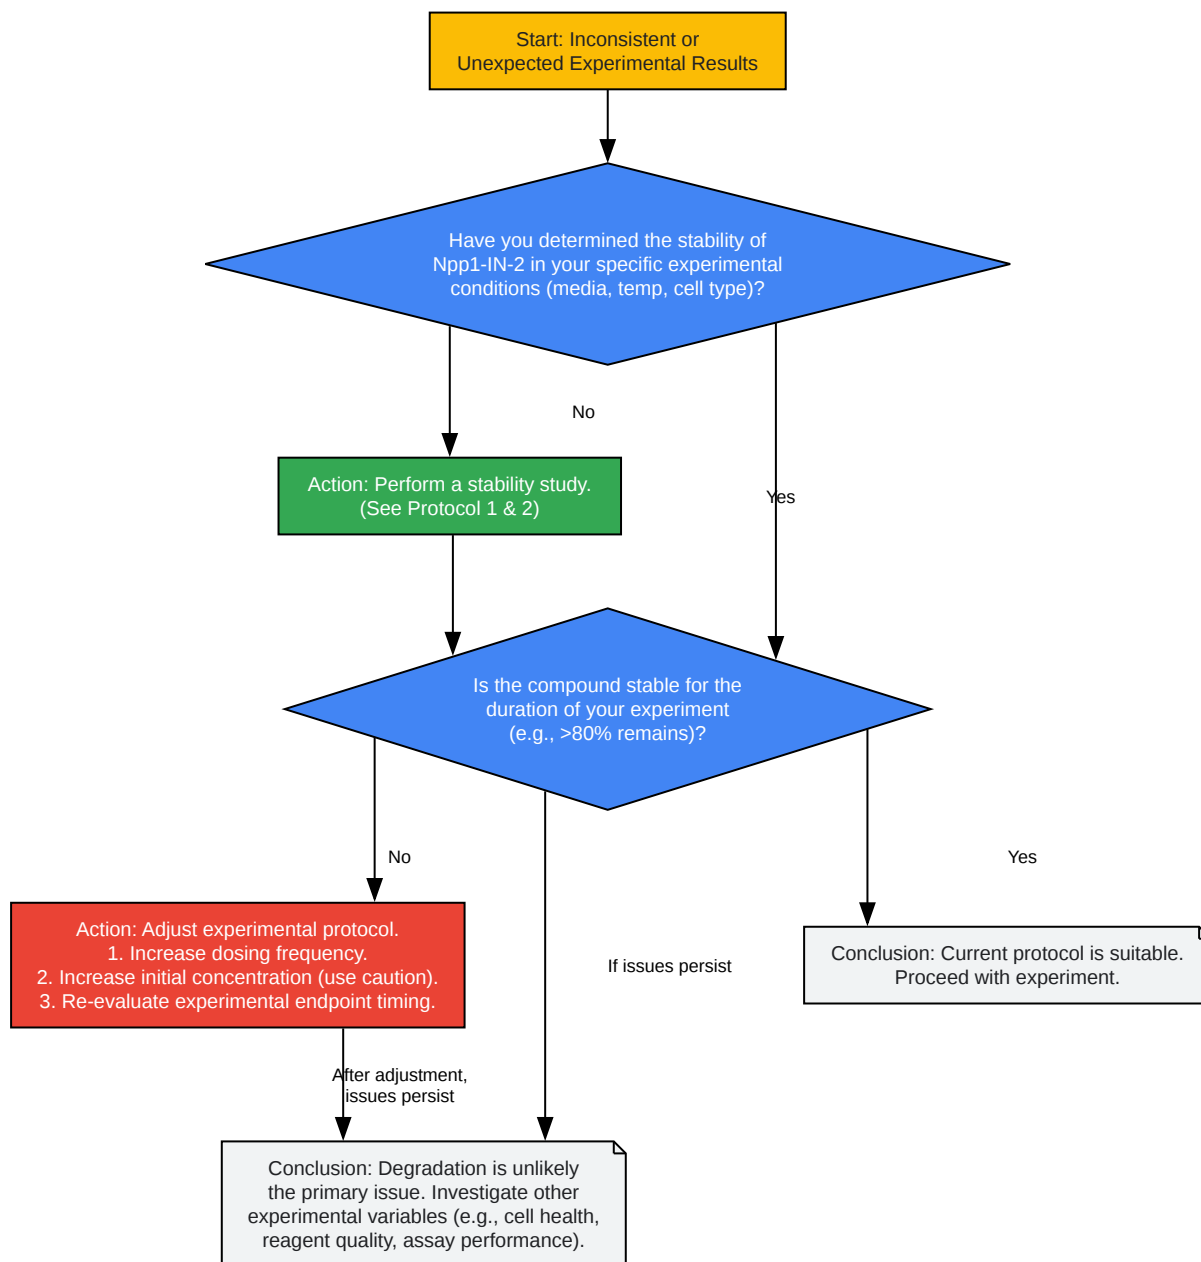 Start: Inconsistent or
Unexpected Experimental Results
Have you determined the stability of
Npp1-IN-2 in your specific experimental
conditions (media, temp, cell type)?
No
Action: Perform a stability study.
(See Protocol 1 & 2)
Yes
Is the compound stable for the
duration of your experiment
(e.g., >80% remains)?
No
Yes
Action: Adjust experimental protocol.
1. Increase dosing frequency.
2. Increase initial concentration (use caution).
3. Re-evaluate experimental endpoint timing.
If issues persist
Conclusion: Current protocol is suitable.
Proceed with experiment.
After adjustment,
issues persist
Conclusion: Degradation is unlikely
the primary issue. Investigate other
experimental variables (e.g., cell health,
reagent quality, assay performance).